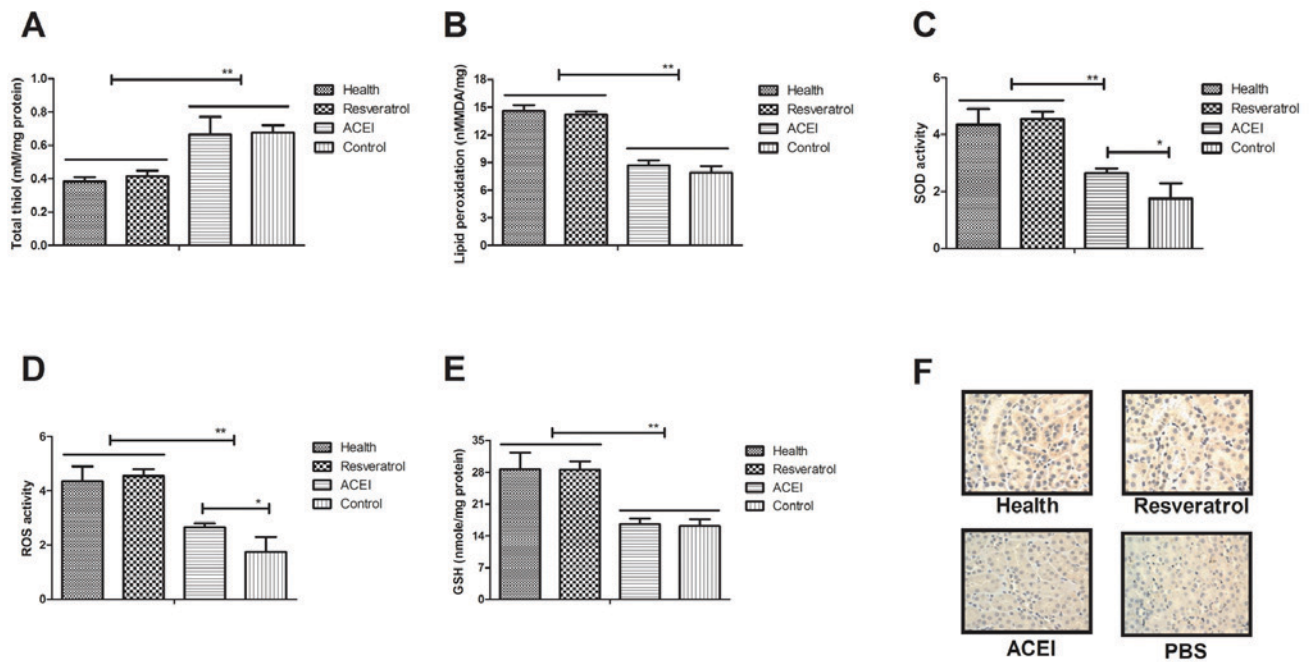 A
Total thiol (mM/mg protein)
1.0
0.8
0.6
0.4
0.2
0.0
**
Health
Resveratrol
ACEI
Control
B
Lipid peroxidation (nMMDA/mg)
18
15
12
9
6
3
0
**
Health
Resveratrol
ACEI
Control
C
SOD activity
6
4
2
0
**
*
Health
Resveratrol
ACEI
Control
D
ROS activity
6
4
2
0
**
*
Health
Resveratrol
ACEI
Control
E
GSH (nmole/mg protein)
35
28
21
14
7
0
**
Health
Resveratrol
ACEI
Control
F
Health
Resveratrol
ACEI
PBS